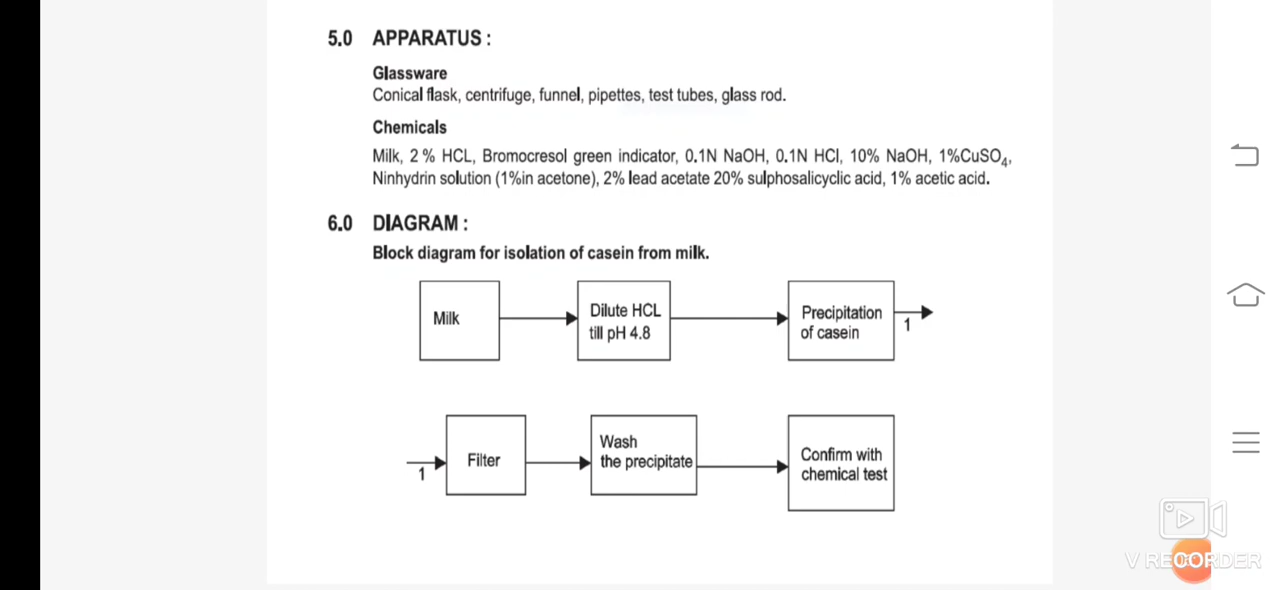 5.0 APPARATUS :
Glassware
Conical flask, centrifuge, funnel, pipettes, test tubes, glass rod.
Chemicals
Milk, 2 % HCL, Bromocresol green indicator, 0.1N NaOH, 0.1N HCl, 10% NaOH, 1%CuSO₄,
Ninhydrin solution (1%in acetone), 2% lead acetate 20% sulphosalicyclic acid, 1% acetic acid.
6.0 DIAGRAM :
Block diagram for isolation of casein from milk.
Milk
Dilute HCL
till pH 4.8
Precipitation
of casein
1
1
Filter
Wash
the precipitate
Confirm with
chemical test
V RECORDER